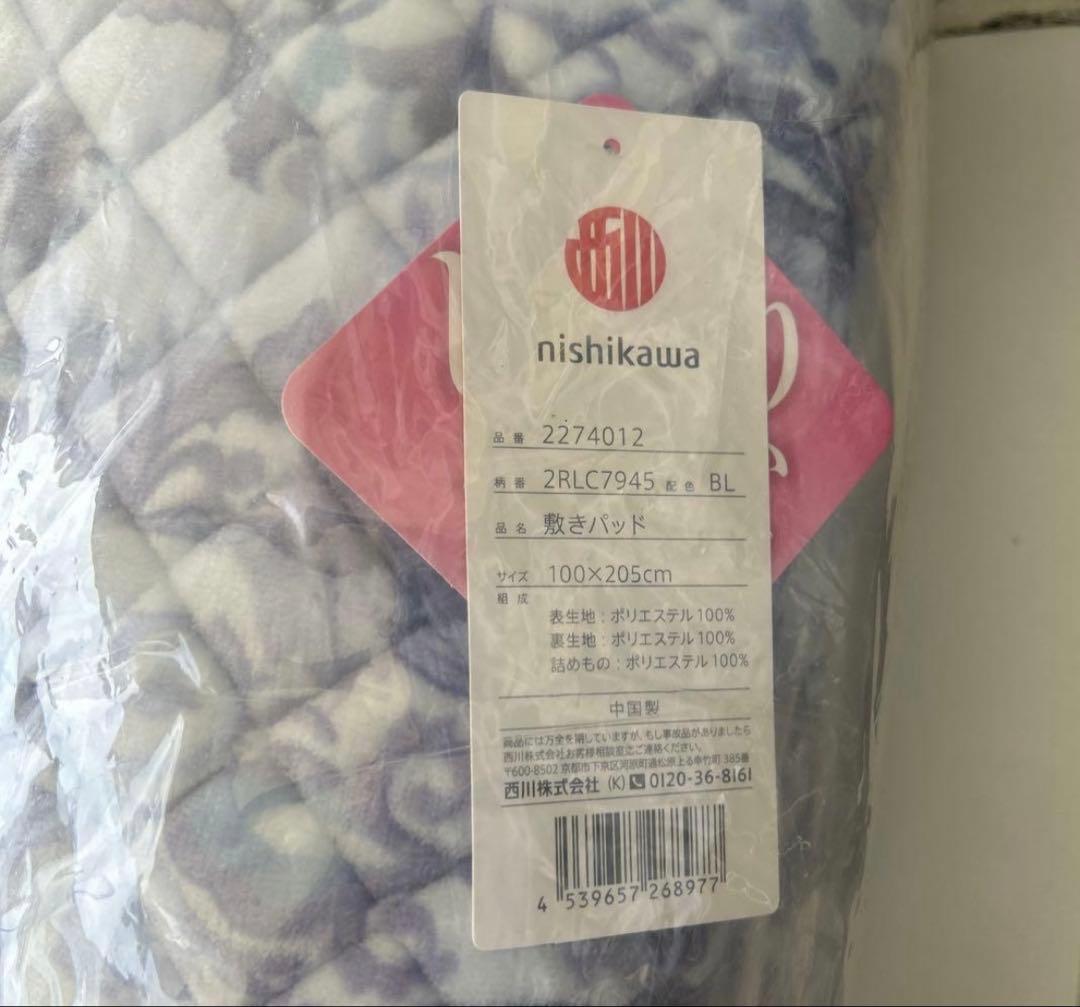 西川
nishikawa
品番 2274012
柄番 2RLC7945 配色 BL
品名 敷きパッド
サイズ 100×205cm
組成
表生地：ポリエステル100%
裏生地：ポリエステル100%
詰めもの：ポリエステル100%
中国製
商品には万全を期していますが、もし事故品がありましたら
西川株式会社お客様相談室迄ご連絡ください。
〒600-8502 京都市下京区河原町通松原上る幸竹町 385番
西川株式会社 (K) 0120-36-8161
4 539657 268977